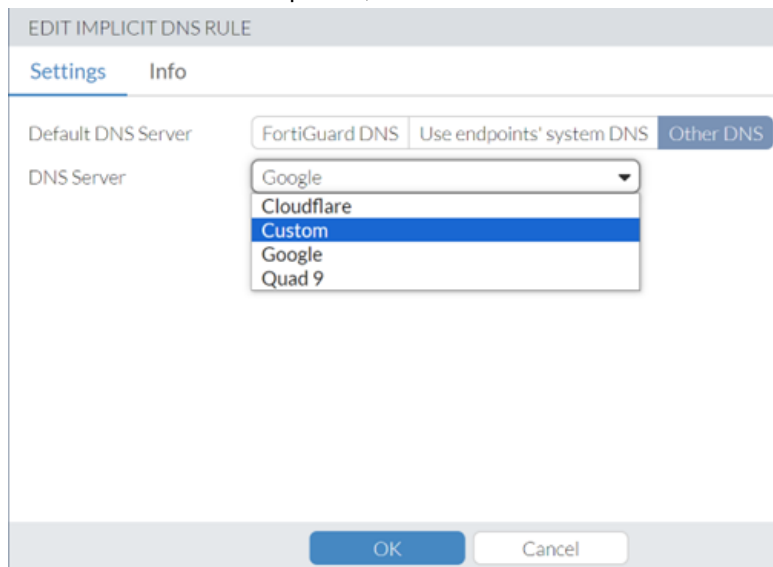 EDIT IMPLICIT DNS RULE
Settings Info
Default DNS Server FortiGuard DNS Use endpoints' system DNS Other DNS
DNS Server Google
Cloudflare
Custom
Google
Quad 9
OK Cancel